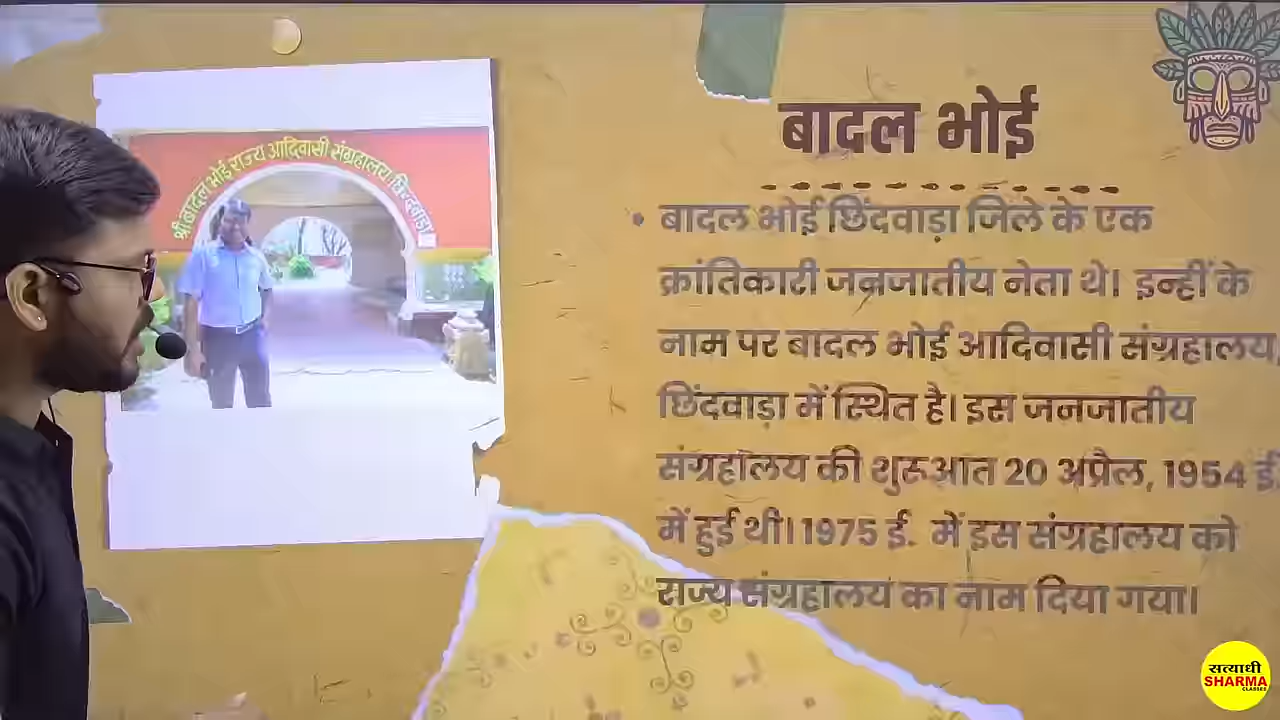 श्री बादल भोई राज्य आदिवासी संग्रहालय छिन्दवाड़ा
बादल भोई
• बादल भोई छिंदवाड़ा जिले के एक
क्रांतिकारी जनजातीय नेता थे। इन्हीं के
नाम पर बादल भोई आदिवासी संग्रहालय,
छिंदवाड़ा में स्थित है। इस जनजातीय
संग्रहालय की शुरूआत 20 अप्रैल, 1954 ई.
में हुई थी। 1975 ई. में इस संग्रहालय को
राज्य संग्रहालय का नाम दिया गया।
सत्याधी
SHARMA
CLASSES